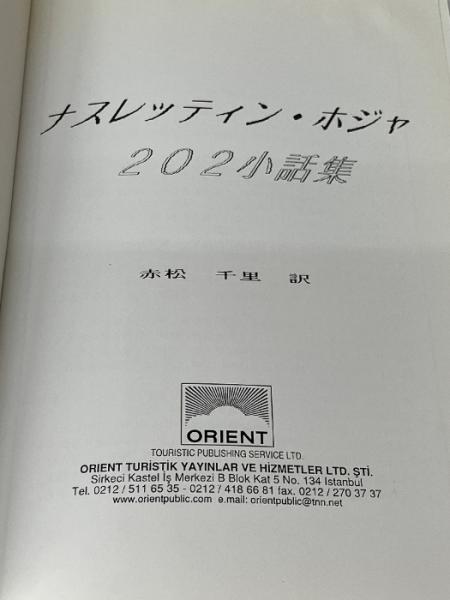 ナスレッティン・ホジャ
２０２小話集
赤松 千里 訳
ORIENT
TOURISTIC PUBLISHING SERVICE LTD.
ORIENT TURİSTİK YAYINLAR VE HİZMETLER LTD. ŞTİ.
Sirkeci Kastel İş Merkezi B Blok Kat 5 No. 134 Istanbul
Tel. 0212 / 511 65 35 - 0212 / 418 66 81 fax. 0212 / 270 37 37
www.orientpublic.com e-mail: orientpublic@tnn.net